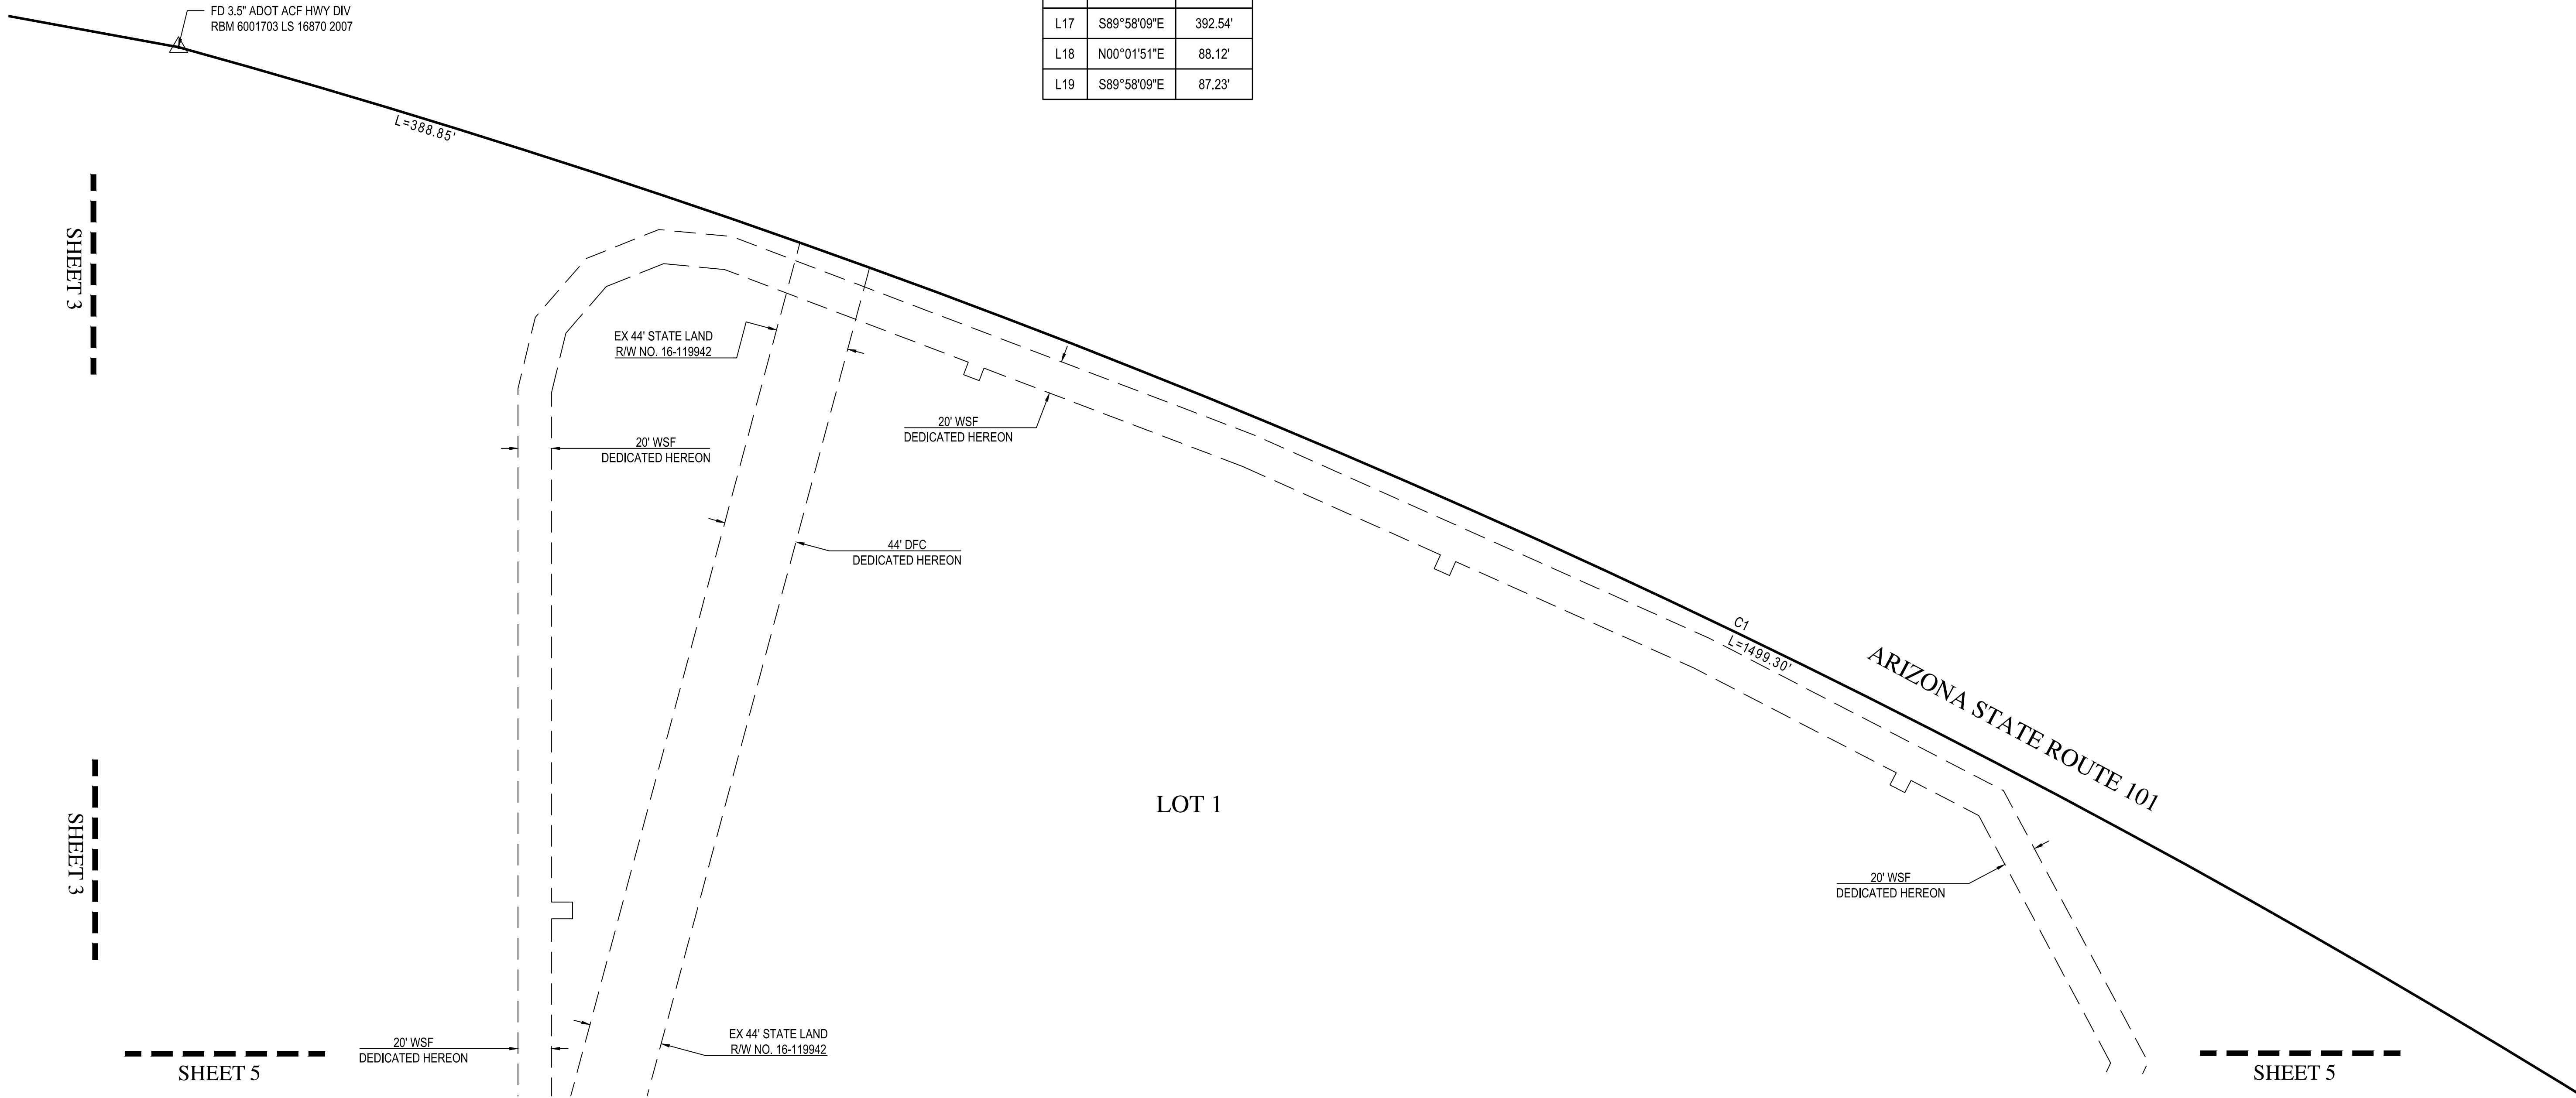 FD 3.5" ADOT ACF HWY DIV
RBM 6001703 LS 16870 2007
L17 S89°58'09"E 392.54'
L18 N00°01'51"E 88.12'
L19 S89°58'09"E 87.23'
L=388.85'
SHEET 3
EX 44' STATE LAND
R/W NO. 16-119942
20' WSF
DEDICATED HEREON
20' WSF
DEDICATED HEREON
44' DFC
DEDICATED HEREON
C1
L=1499.30'
ARIZONA STATE ROUTE 101
LOT 1
SHEET 3
20' WSF
DEDICATED HEREON
20' WSF
DEDICATED HEREON
EX 44' STATE LAND
R/W NO. 16-119942
SHEET 5
SHEET 5